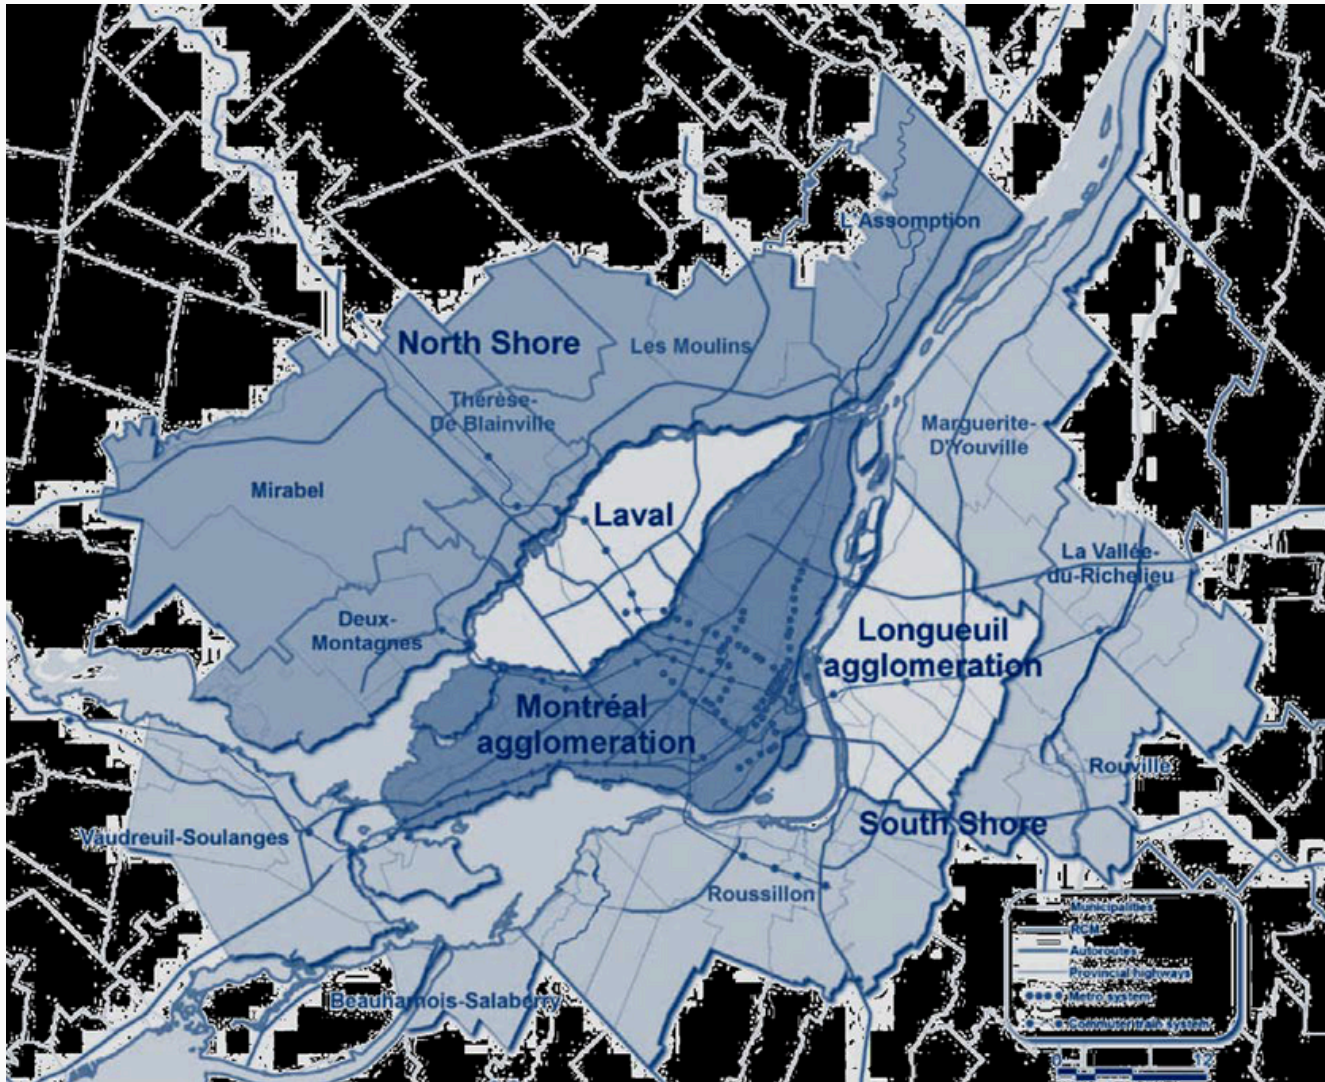 L'Assomption
North Shore
Les Moulins
Thérèse-
De Blainville
Marguerite-
D'Youville
Mirabel
Laval
La Vallée-
du-Richelieu
Deux-
Montagnes
Longueuil
agglomeration
Montréal
agglomeration
Rouville
Vaudreuil-Soulanges
South Shore
Roussillon
Beauharnois-Salaberry
Municipalities
RCM
Autoroutes
Provincial highways
Metro system
Commuter train system
0 12